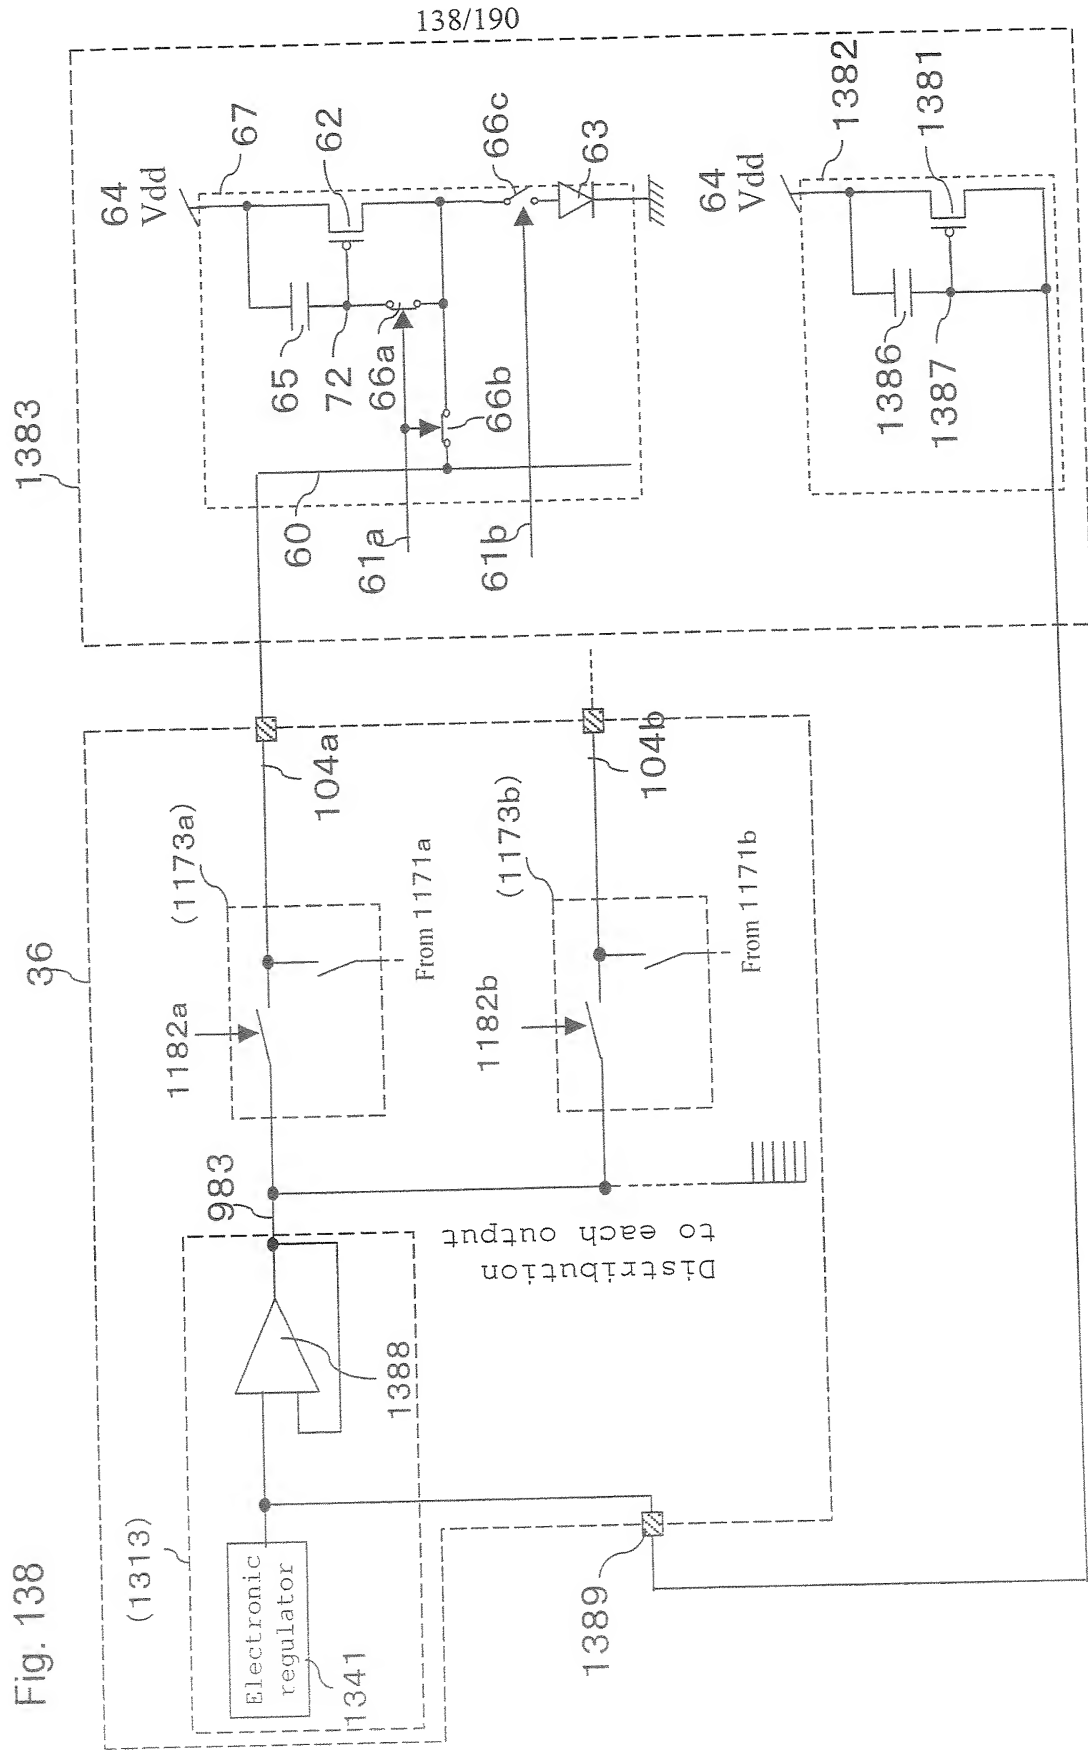 138/190
Fig. 138
(1313)
Electronic
regulator
1341
1388
983
36
1182a
(1173a)
From 1171a
104a
1182b
(1173b)
From 1171b
104b
Distribution
to each output
1389
1383
60
61a
61b
65
72
66a
66b
64
Vdd
67
62
66c
63
64
Vdd
1382
1381
1386
1387